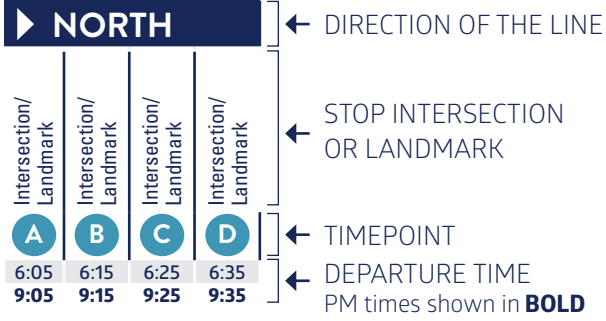 NORTH
DIRECTION OF THE LINE
Intersection/
Landmark
Intersection/
Landmark
Intersection/
Landmark
Intersection/
Landmark
STOP INTERSECTION
OR LANDMARK
A B C D
TIMEPOINT
6:05 6:15 6:25 6:35
9:05 9:15 9:25 9:35
DEPARTURE TIME
PM times shown in BOLD